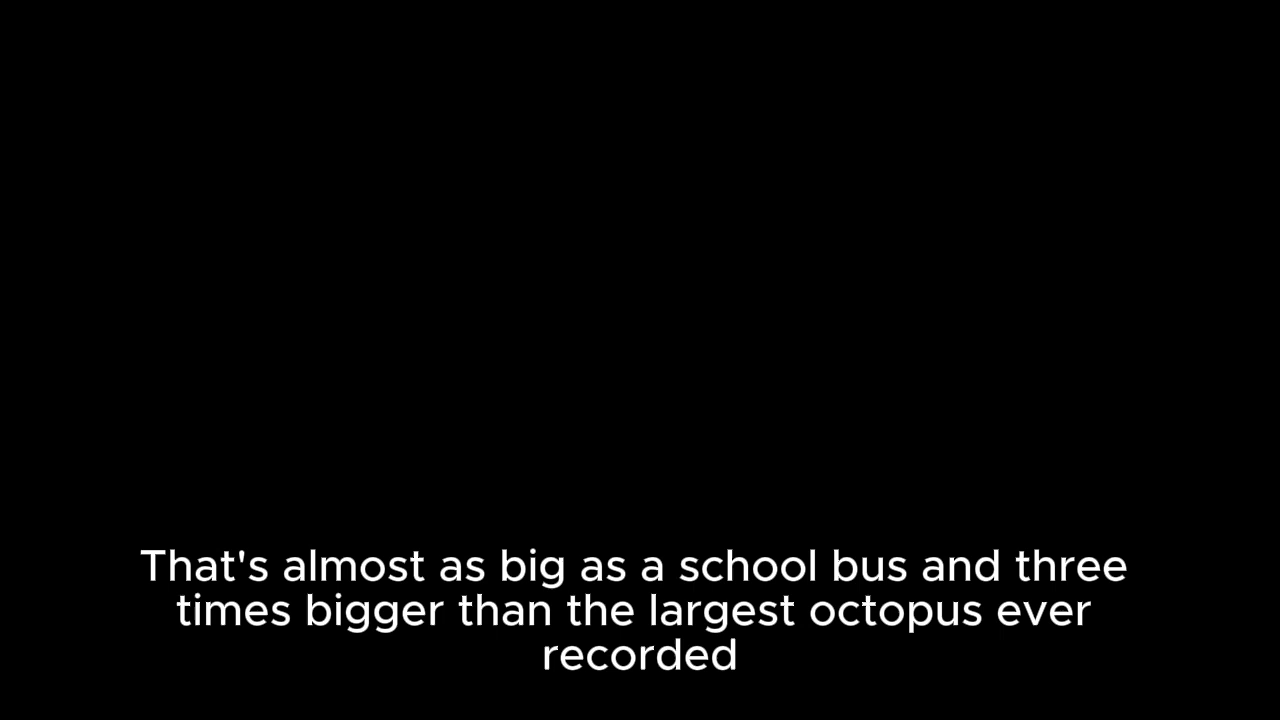 That's almost as big as a school bus and three
times bigger than the largest octopus ever
recorded